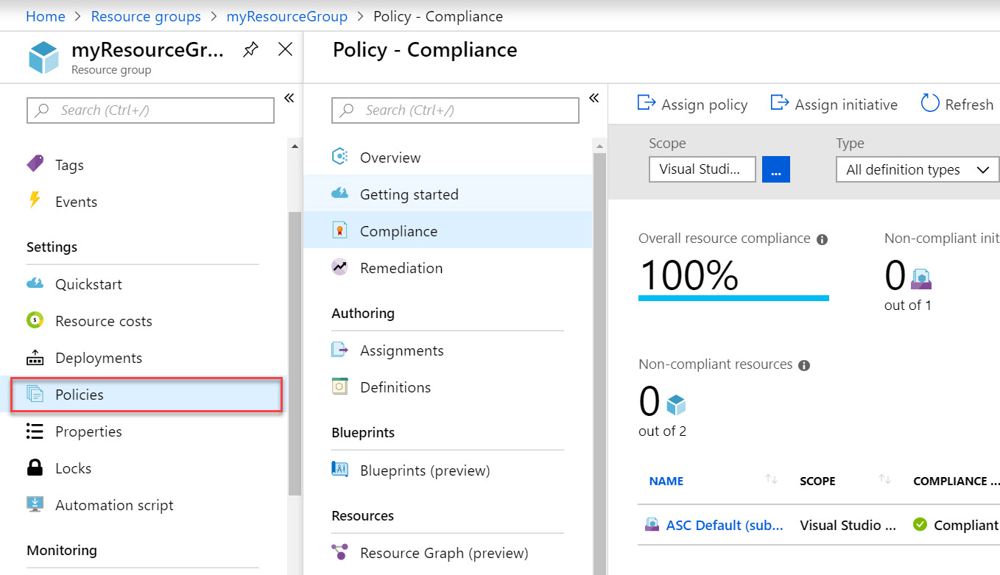 Home > Resource groups > myResourceGroup > Policy - Compliance
myResourceGr...
Resource group
Search (Ctrl+/)
Tags
Events
Settings
Quickstart
Resource costs
Deployments
Policies
Properties
Locks
Automation script
Monitoring
Policy - Compliance
Search (Ctrl+/)
Overview
Getting started
Compliance
Remediation
Authoring
Assignments
Definitions
Blueprints
Blueprints (preview)
Resources
Resource Graph (preview)
Assign policy Assign initiative Refresh
Scope Type
Visual Studi... ... All definition types
Overall resource compliance Non-compliant init
100% 0
out of 1
Non-compliant resources
0
out of 2
NAME SCOPE COMPLIANCE ...
ASC Default (sub... Visual Studio ... Compliant